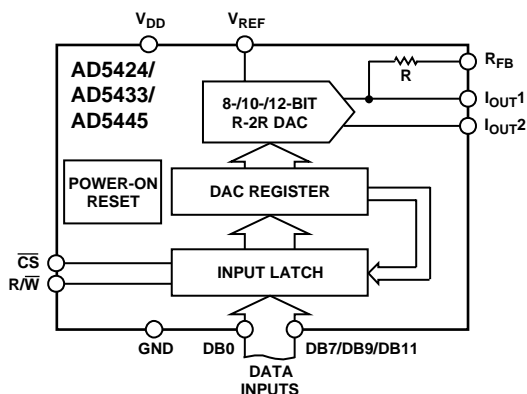 VDD
VREF
AD5424/
AD5433/
AD5445
R
RFB
8-/10-/12-BIT
R-2R DAC
IOUT1
IOUT2
POWER-ON
RESET
DAC REGISTER
INPUT LATCH
C̅S̅
R/W̅
GND
DB0
DB7/DB9/DB11
DATA
INPUTS